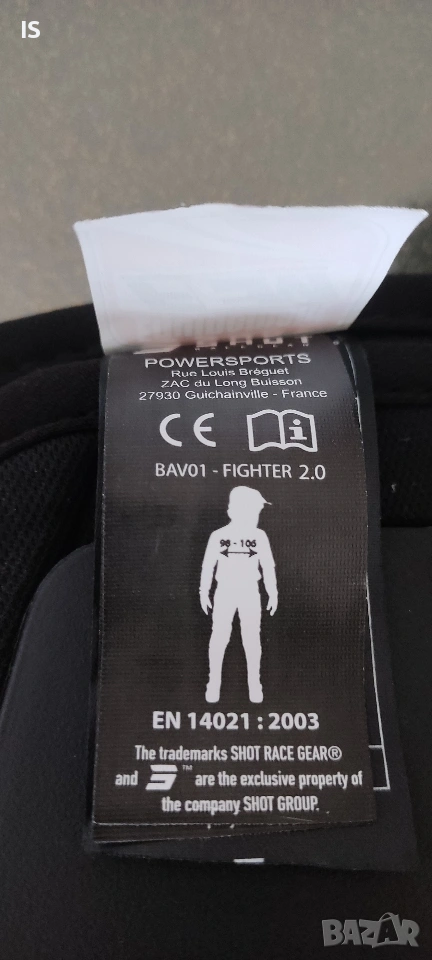 IS
POWERSPORTS
Rue Louis Bréguet
ZAC du Long Buisson
27930 Guichainville - France
CE
i
BAV01 - FIGHTER 2.0
98 - 106
EN 14021 : 2003
The trademarks SHOT RACE GEAR®
and ™ are the exclusive property of
the company SHOT GROUP.
BAZAR